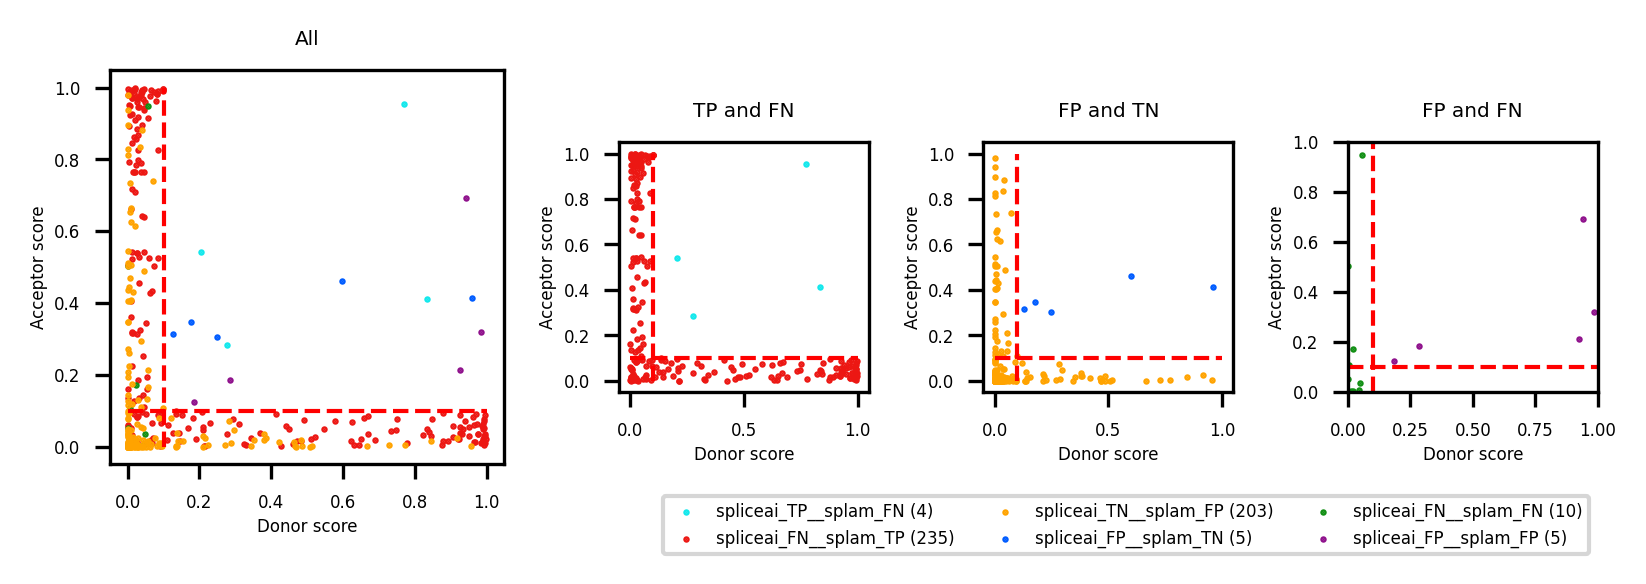 All
1.0
0.8
0.6
0.4
0.2
0.0
Acceptor score
0.0 0.2 0.4 0.6 0.8 1.0
Donor score
TP and FN
1.0
0.8
0.6
0.4
0.2
0.0
Acceptor score
0.0 0.5 1.0
Donor score
FP and TN
1.0
0.8
0.6
0.4
0.2
0.0
Acceptor score
0.0 0.5 1.0
Donor score
FP and FN
1.0
0.8
0.6
0.4
0.2
0.0
Acceptor score
0.00 0.25 0.50 0.75 1.00
Donor score
spliceai_TP__splam_FN (4)
spliceai_FN__splam_TP (235)
spliceai_TN__splam_FP (203)
spliceai_FP__splam_TN (5)
spliceai_FN__splam_FN (10)
spliceai_FP__splam_FP (5)